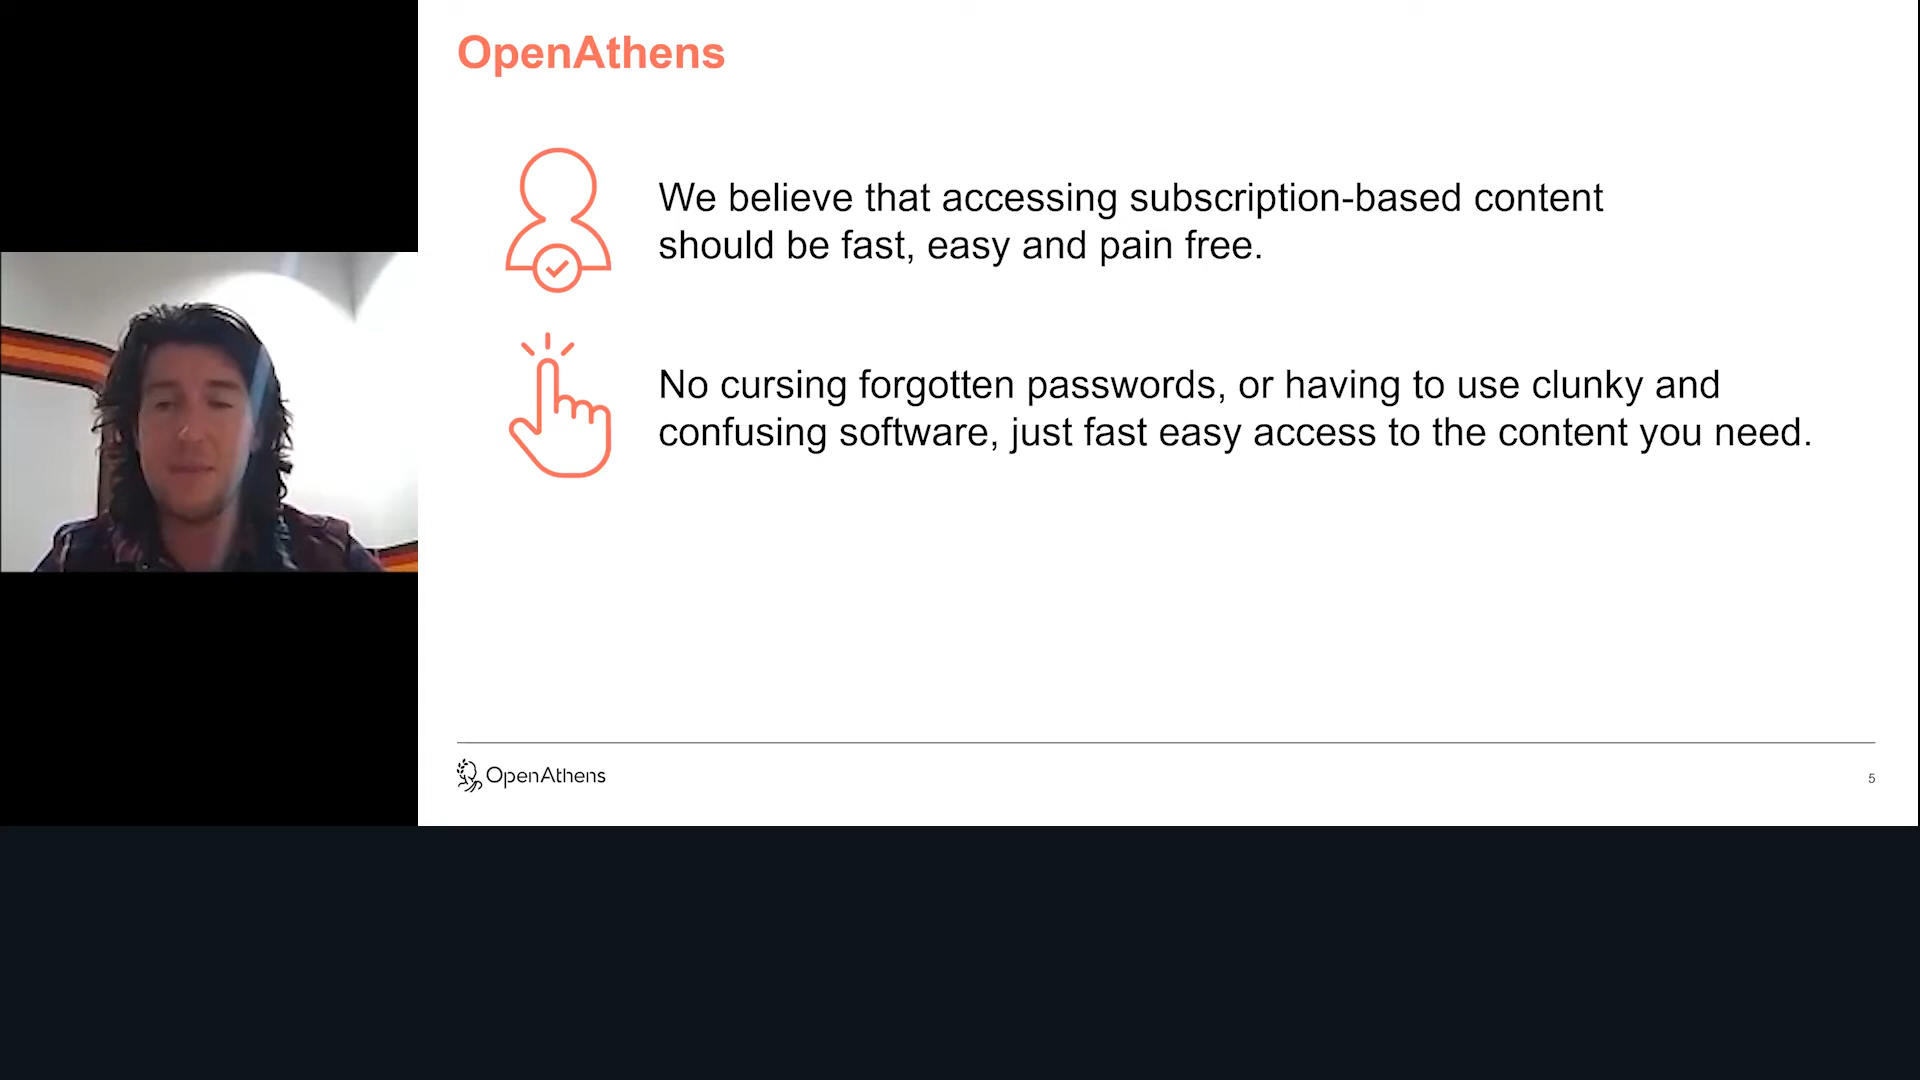 OpenAthens
We believe that accessing subscription-based content
should be fast, easy and pain free.
No cursing forgotten passwords, or having to use clunky and
confusing software, just fast easy access to the content you need.
OpenAthens
5